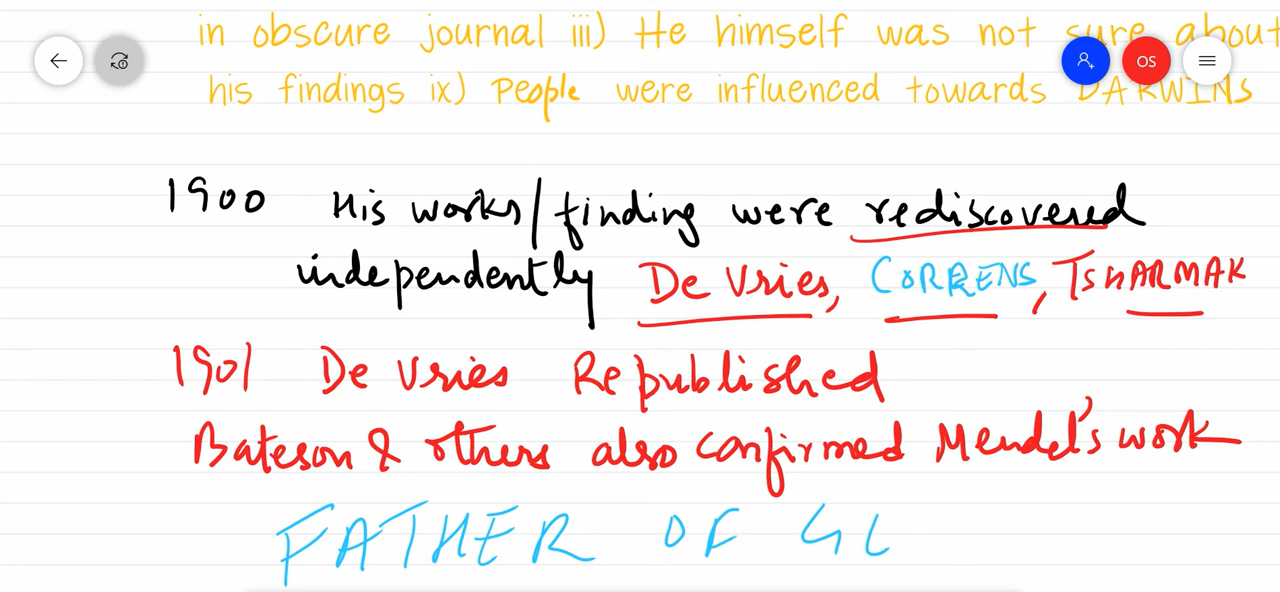 in obscure journal iii) He himself was not sure about
his findings ix) People were influenced towards DARWINS
OS
1900 His works/finding were rediscovered
independently De Vries, CORRENS, TSHARMAK
1901 De Vries Republished
Bateson & others also confirmed Mendel's work
FATHER OF